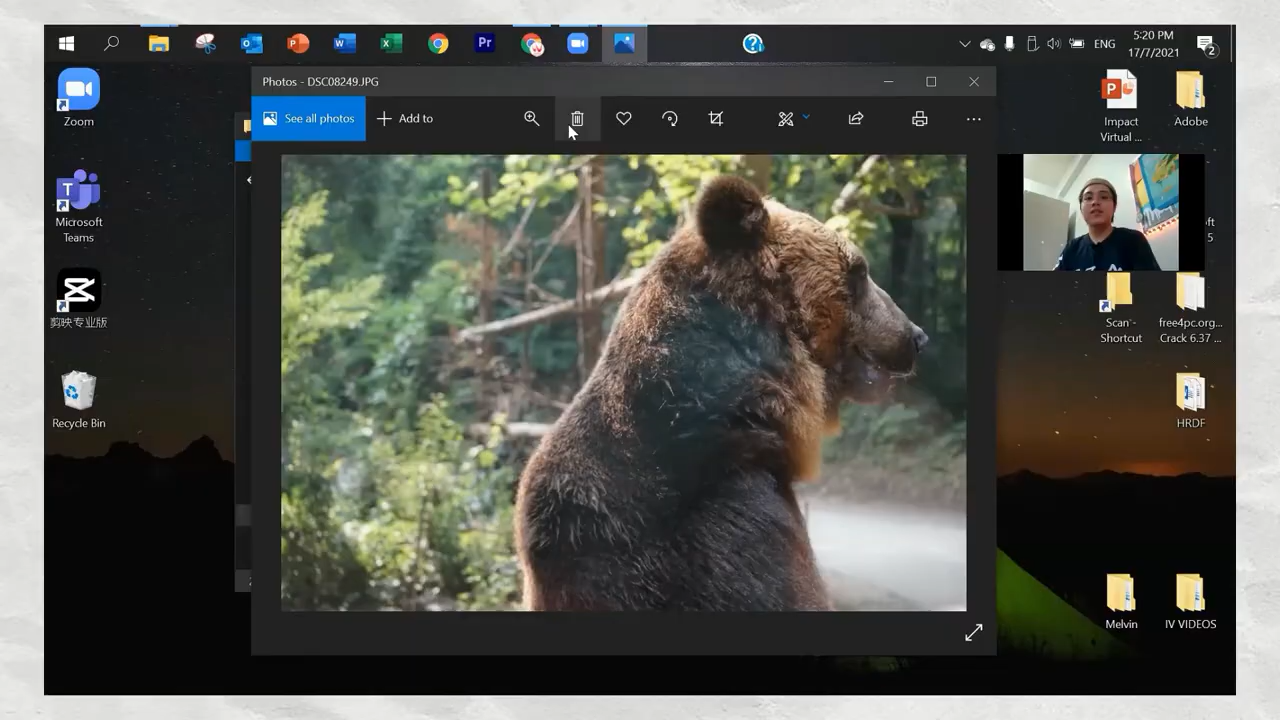 5:20 PM
ENG
17/7/2021
2
Photos - DSC08249.JPG
See all photos
Add to
Zoom
Microsoft
Teams
剪映专业版
Recycle Bin
Impact
Virtual ...
Adobe
5
Scan -
Shortcut
free4pc.org...
Crack 6.37 ...
HRDF
Melvin
IV VIDEOS